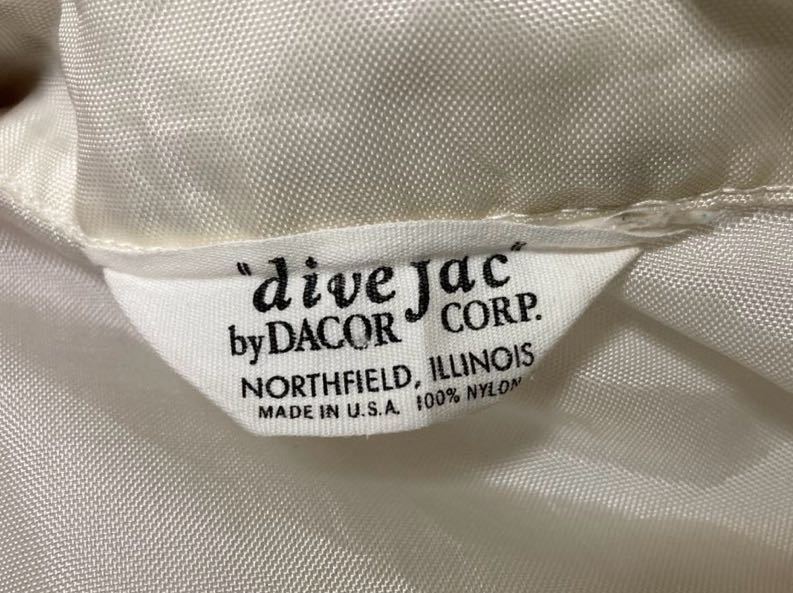 "dive Jac"
by DACOR CORP.
NORTHFIELD, ILLINOIS
MADE IN U.S.A. 100% NYLON